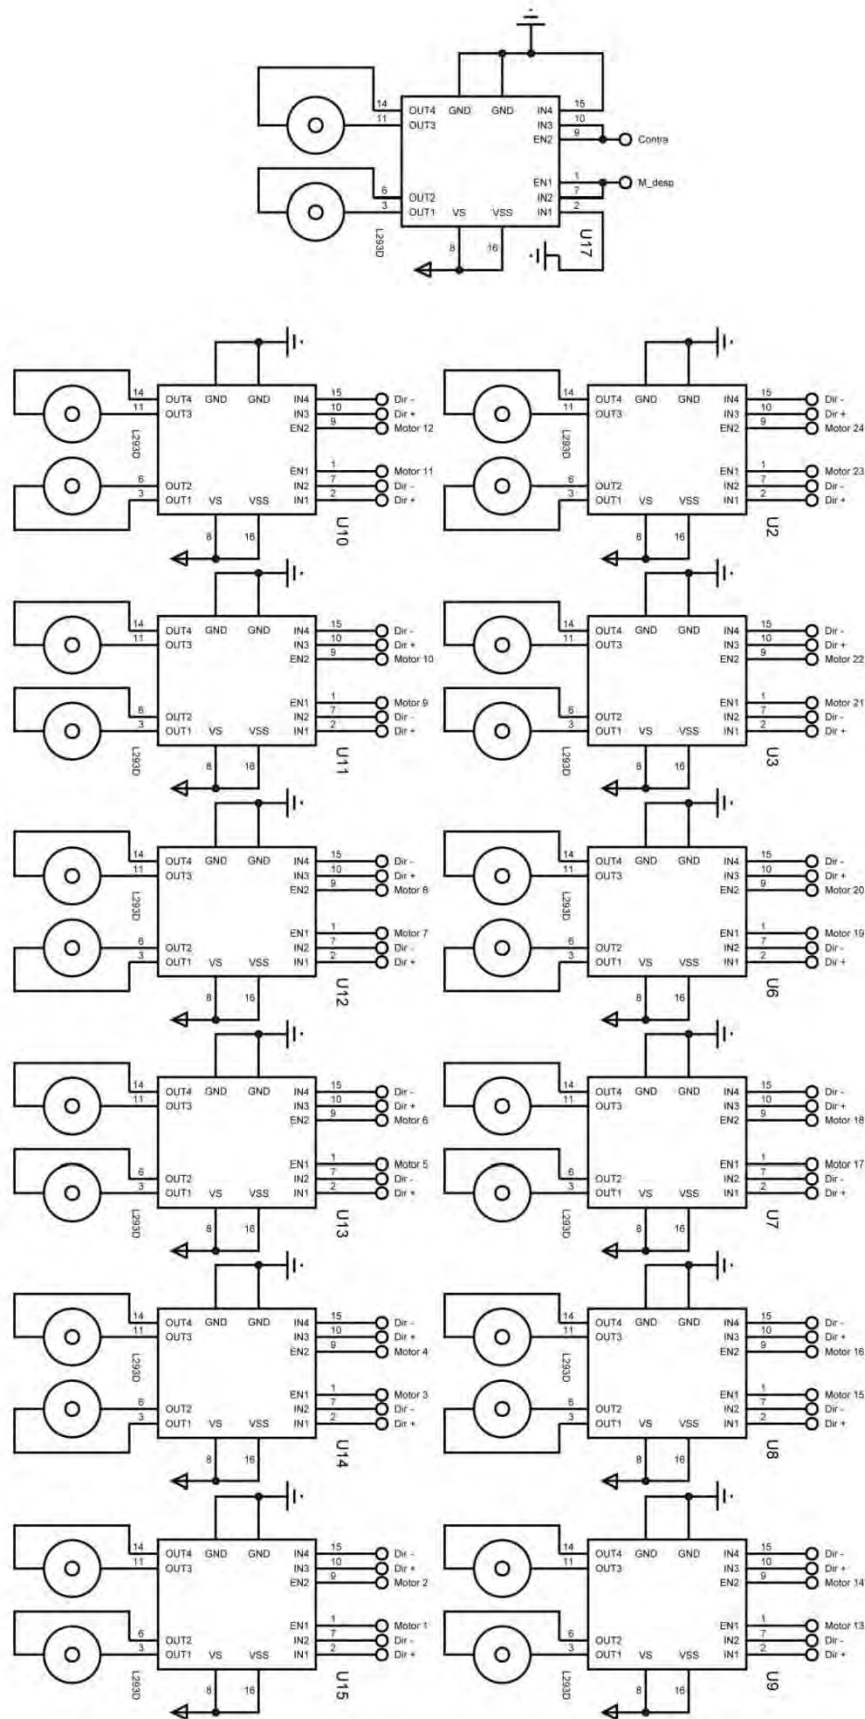 14 OUT4 GND GND IN4 15
11 OUT3 IN3 10
EN2 9 Contra
EN1 1 M_desp
6 OUT2 IN2 7
3 OUT1 VS VSS IN1 2
L293D 8 16 U17
14 OUT4 GND GND IN4 15 Dir -
11 OUT3 IN3 10 Dir +
L293D EN2 9 Motor 12
EN1 1 Motor 11
6 OUT2 IN2 7 Dir -
3 OUT1 VS VSS IN1 2 Dir +
8 16 U10
14 OUT4 GND GND IN4 15 Dir -
11 OUT3 IN3 10 Dir +
L293D EN2 9 Motor 24
EN1 1 Motor 23
6 OUT2 IN2 7 Dir -
3 OUT1 VS VSS IN1 2 Dir +
8 16 U2
14 OUT4 GND GND IN4 15 Dir -
11 OUT3 IN3 10 Dir +
EN2 9 Motor 10
EN1 1 Motor 9
6 OUT2 IN2 7 Dir -
3 OUT1 VS VSS IN1 2 Dir +
L293D 8 16 U11
14 OUT4 GND GND IN4 15 Dir -
11 OUT3 IN3 10 Dir +
EN2 9 Motor 22
EN1 1 Motor 21
6 OUT2 IN2 7 Dir -
3 OUT1 VS VSS IN1 2 Dir +
L293D 8 16 U3
14 OUT4 GND GND IN4 15 Dir -
11 OUT3 IN3 10 Dir +
L293D EN2 9 Motor 8
EN1 1 Motor 7
6 OUT2 IN2 7 Dir -
3 OUT1 VS VSS IN1 2 Dir +
8 16 U12
14 OUT4 GND GND IN4 15 Dir -
11 OUT3 IN3 10 Dir +
L293D EN2 9 Motor 20
EN1 1 Motor 19
6 OUT2 IN2 7 Dir -
3 OUT1 VS VSS IN1 2 Dir +
8 16 U6
14 OUT4 GND GND IN4 15 Dir -
11 OUT3 IN3 10 Dir +
EN2 9 Motor 6
EN1 1 Motor 5
6 OUT2 IN2 7 Dir -
3 OUT1 VS VSS IN1 2 Dir +
L293D 8 16 U13
14 OUT4 GND GND IN4 15 Dir -
11 OUT3 IN3 10 Dir +
EN2 9 Motor 18
EN1 1 Motor 17
6 OUT2 IN2 7 Dir -
3 OUT1 VS VSS IN1 2 Dir +
L293D 8 16 U7
14 OUT4 GND GND IN4 15 Dir -
11 OUT3 IN3 10 Dir +
L293D EN2 9 Motor 4
EN1 1 Motor 3
6 OUT2 IN2 7 Dir -
3 OUT1 VS VSS IN1 2 Dir +
8 16 U14
14 OUT4 GND GND IN4 15 Dir -
11 OUT3 IN3 10 Dir +
L293D EN2 9 Motor 16
EN1 1 Motor 15
6 OUT2 IN2 7 Dir -
3 OUT1 VS VSS IN1 2 Dir +
8 16 U8
14 OUT4 GND GND IN4 15 Dir -
11 OUT3 IN3 10 Dir +
EN2 9 Motor 2
EN1 1 Motor 1
6 OUT2 IN2 7 Dir -
3 OUT1 VS VSS IN1 2 Dir +
L293D 8 16 U15
14 OUT4 GND GND IN4 15 Dir -
11 OUT3 IN3 10 Dir +
EN2 9 Motor 14
EN1 1 Motor 13
6 OUT2 IN2 7 Dir -
3 OUT1 VS VSS IN1 2 Dir +
L293D 8 16 U9